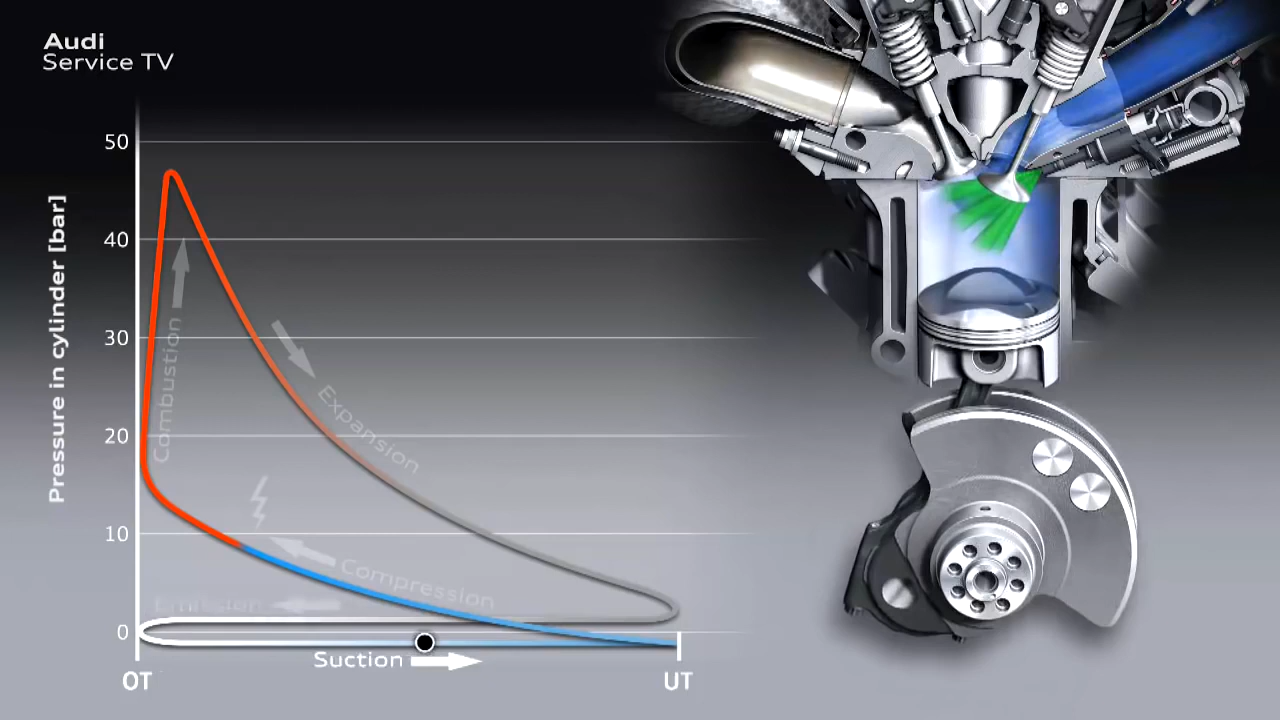 Audi
Service TV
Pressure in cylinder [bar]
50
40
30
20
10
0
Combustion
Expansion
Compression
Emission
Suction
OT
UT